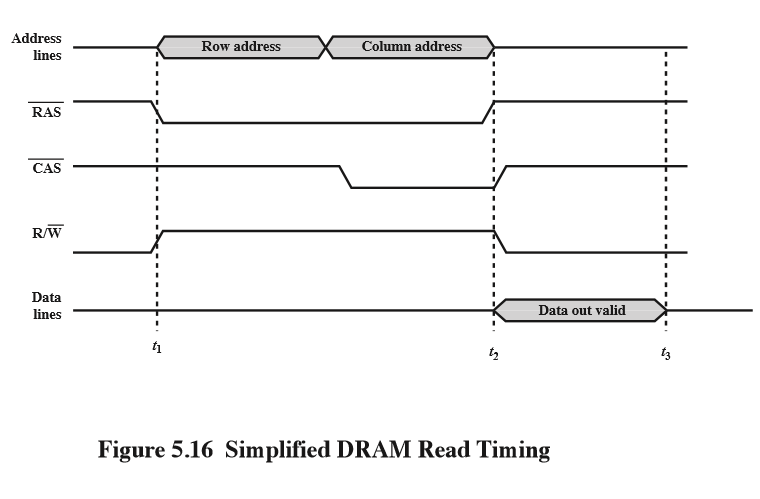 Address
lines
Row address
Column address
RAS
CAS
R/W
Data
lines
Data out valid
t1
t2
t3
Figure 5.16 Simplified DRAM Read Timing